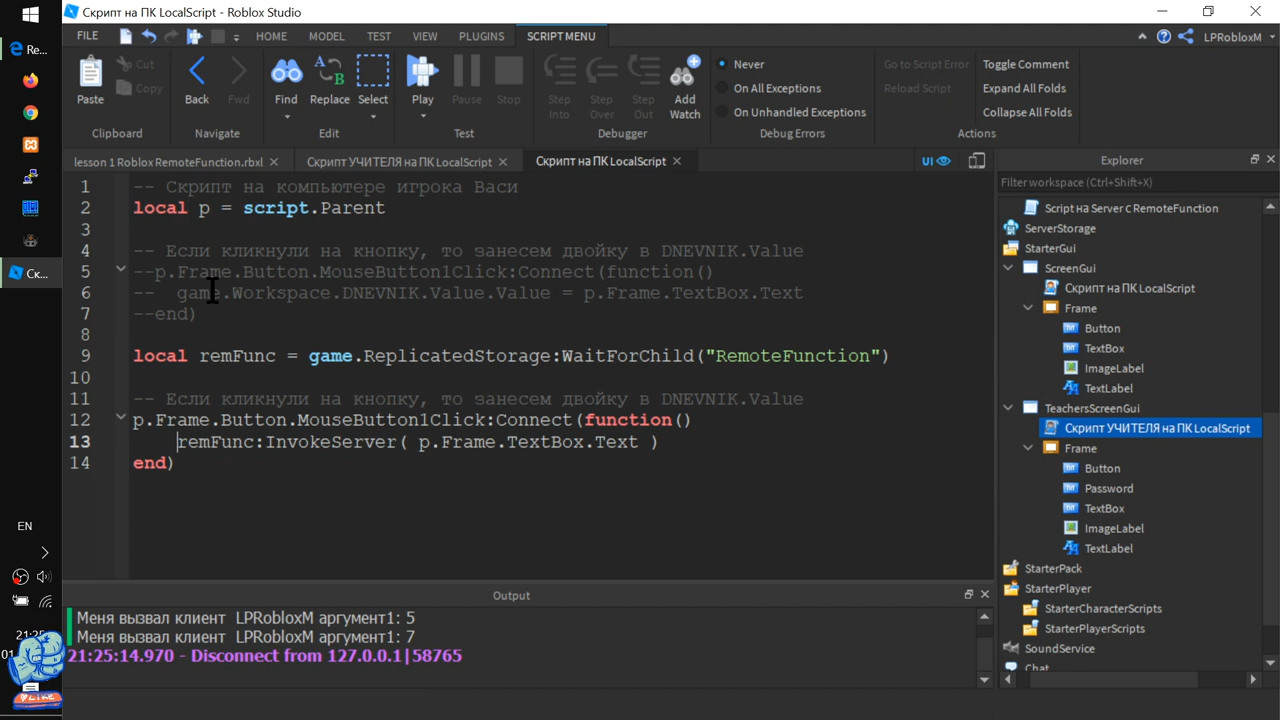 Скрипт на ПК LocalScript - Roblox Studio
Re...
FILE
HOME
MODEL
TEST
VIEW
PLUGINS
SCRIPT MENU
LPRobloxM
Paste
Cut
Copy
Clipboard
Back
Fwd
Navigate
Find
Replace
Select
Edit
Play
Pause
Stop
Test
Step Into
Step Over
Step Out
Add Watch
Debugger
Never
On All Exceptions
On Unhandled Exceptions
Debug Errors
Go to Script Error
Reload Script
Toggle Comment
Expand All Folds
Collapse All Folds
Actions
lesson 1 Roblox RemoteFunction.rbxl
Скрипт УЧИТЕЛЯ на ПК LocalScript
Скрипт на ПК LocalScript
UI
1 -- Скрипт на компьютере игрока Васи
2 local p = script.Parent
3
4 -- Если кликнули на кнопку, то занесем двойку в DNEVNIK.Value
5 --p.Frame.Button.MouseButton1Click:Connect(function()
6 -- game.Workspace.DNEVNIK.Value.Value = p.Frame.TextBox.Text
7 --end)
8
9 local remFunc = game.ReplicatedStorage:WaitForChild("RemoteFunction")
10
11 -- Если кликнули на кнопку, то занесем двойку в DNEVNIK.Value
12 p.Frame.Button.MouseButton1Click:Connect(function()
13 remFunc:InvokeServer( p.Frame.TextBox.Text )
14 end)
Ск...
EN
Output
Меня вызвал клиент LPRobloxM аргумент1: 5
Меня вызвал клиент LPRobloxM аргумент1: 7
21:25:14.970 - Disconnect from 127.0.0.1|58765
LIKE
Explorer
Filter workspace (Ctrl+Shift+X)
Script на Server с RemoteFunction
ServerStorage
StarterGui
ScreenGui
Скрипт на ПК LocalScript
Frame
Button
TextBox
ImageLabel
TextLabel
TeachersScreenGui
Скрипт УЧИТЕЛЯ на ПК LocalScript
Frame
Button
Password
TextBox
ImageLabel
TextLabel
StarterPack
StarterPlayer
StarterCharacterScripts
StarterPlayerScripts
SoundService
Chat